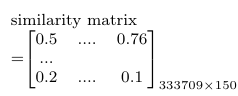 similarity matrix
= [ 0.5 .... 0.76
...
0.2 .... 0.1 ] 333709×150